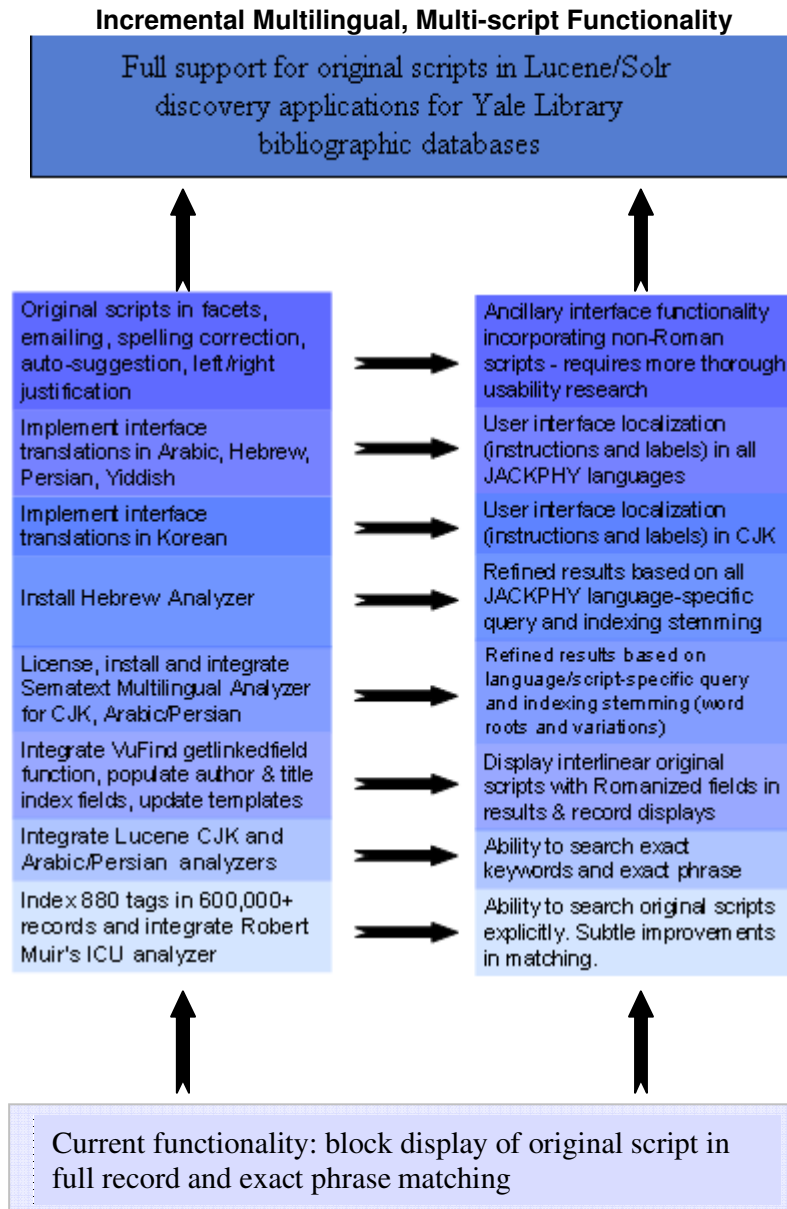 Incremental Multilingual, Multi-script Functionality
Full support for original scripts in Lucene/Solr
discovery applications for Yale Library
bibliographic databases
Original scripts in facets,
emailing, spelling correction,
auto-suggestion, left/right
justification
Ancillary interface functionality
incorporating non-Roman
scripts - requires more thorough
usability research
Implement interface
translations in Arabic, Hebrew,
Persian, Yiddish
User interface localization
(instructions and labels) in all
JACKPHY languages
Implement interface
translations in Korean
User interface localization
(instructions and labels) in CJK
Install Hebrew Analyzer
Refined results based on all
JACKPHY language-specific
query and indexing stemming
License, install and integrate
Sematext Multilingual Analyzer
for CJK, Arabic/Persian
Refined results based on
language/script-specific query
and indexing stemming (word
roots and variations)
Integrate VuFind getlinkedfield
function, populate author & title
index fields, update templates
Display interlinear original
scripts with Romanized fields in
results & record displays
Integrate Lucene CJK and
Arabic/Persian analyzers
Ability to search exact
keywords and exact phrase
Index 880 tags in 600,000+
records and integrate Robert
Muir's ICU analyzer
Ability to search original scripts
explicitly. Subtle improvements
in matching.
Current functionality: block display of original script in
full record and exact phrase matching